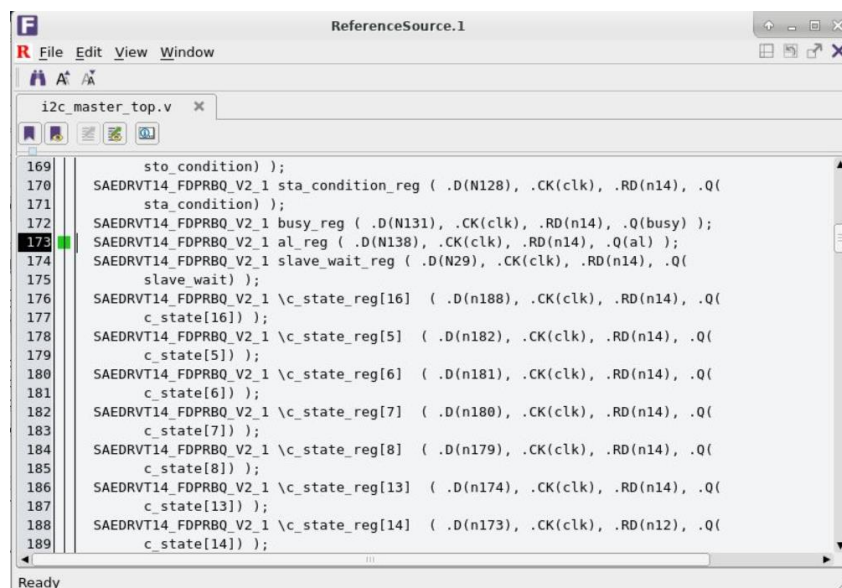 F ReferenceSource.1
R File Edit View Window
i2c_master_top.v
169 sto_condition) );
170 SAEDRVT14_FDPRBQ_V2_1 sta_condition_reg ( .D(N128), .CK(clk), .RD(n14), .Q(
171 sta_condition) );
172 SAEDRVT14_FDPRBQ_V2_1 busy_reg ( .D(N131), .CK(clk), .RD(n14), .Q(busy) );
173 SAEDRVT14_FDPRBQ_V2_1 al_reg ( .D(N138), .CK(clk), .RD(n14), .Q(al) );
174 SAEDRVT14_FDPRBQ_V2_1 slave_wait_reg ( .D(N29), .CK(clk), .RD(n14), .Q(
175 slave_wait) );
176 SAEDRVT14_FDPRBQ_V2_1 \c_state_reg[16]  ( .D(n188), .CK(clk), .RD(n14), .Q(
177 c_state[16]) );
178 SAEDRVT14_FDPRBQ_V2_1 \c_state_reg[5]  ( .D(n182), .CK(clk), .RD(n14), .Q(
179 c_state[5]) );
180 SAEDRVT14_FDPRBQ_V2_1 \c_state_reg[6]  ( .D(n181), .CK(clk), .RD(n14), .Q(
181 c_state[6]) );
182 SAEDRVT14_FDPRBQ_V2_1 \c_state_reg[7]  ( .D(n180), .CK(clk), .RD(n14), .Q(
183 c_state[7]) );
184 SAEDRVT14_FDPRBQ_V2_1 \c_state_reg[8]  ( .D(n179), .CK(clk), .RD(n14), .Q(
185 c_state[8]) );
186 SAEDRVT14_FDPRBQ_V2_1 \c_state_reg[13]  ( .D(n174), .CK(clk), .RD(n14), .Q(
187 c_state[13]) );
188 SAEDRVT14_FDPRBQ_V2_1 \c_state_reg[14]  ( .D(n173), .CK(clk), .RD(n12), .Q(
189 c_state[14]) );
Ready